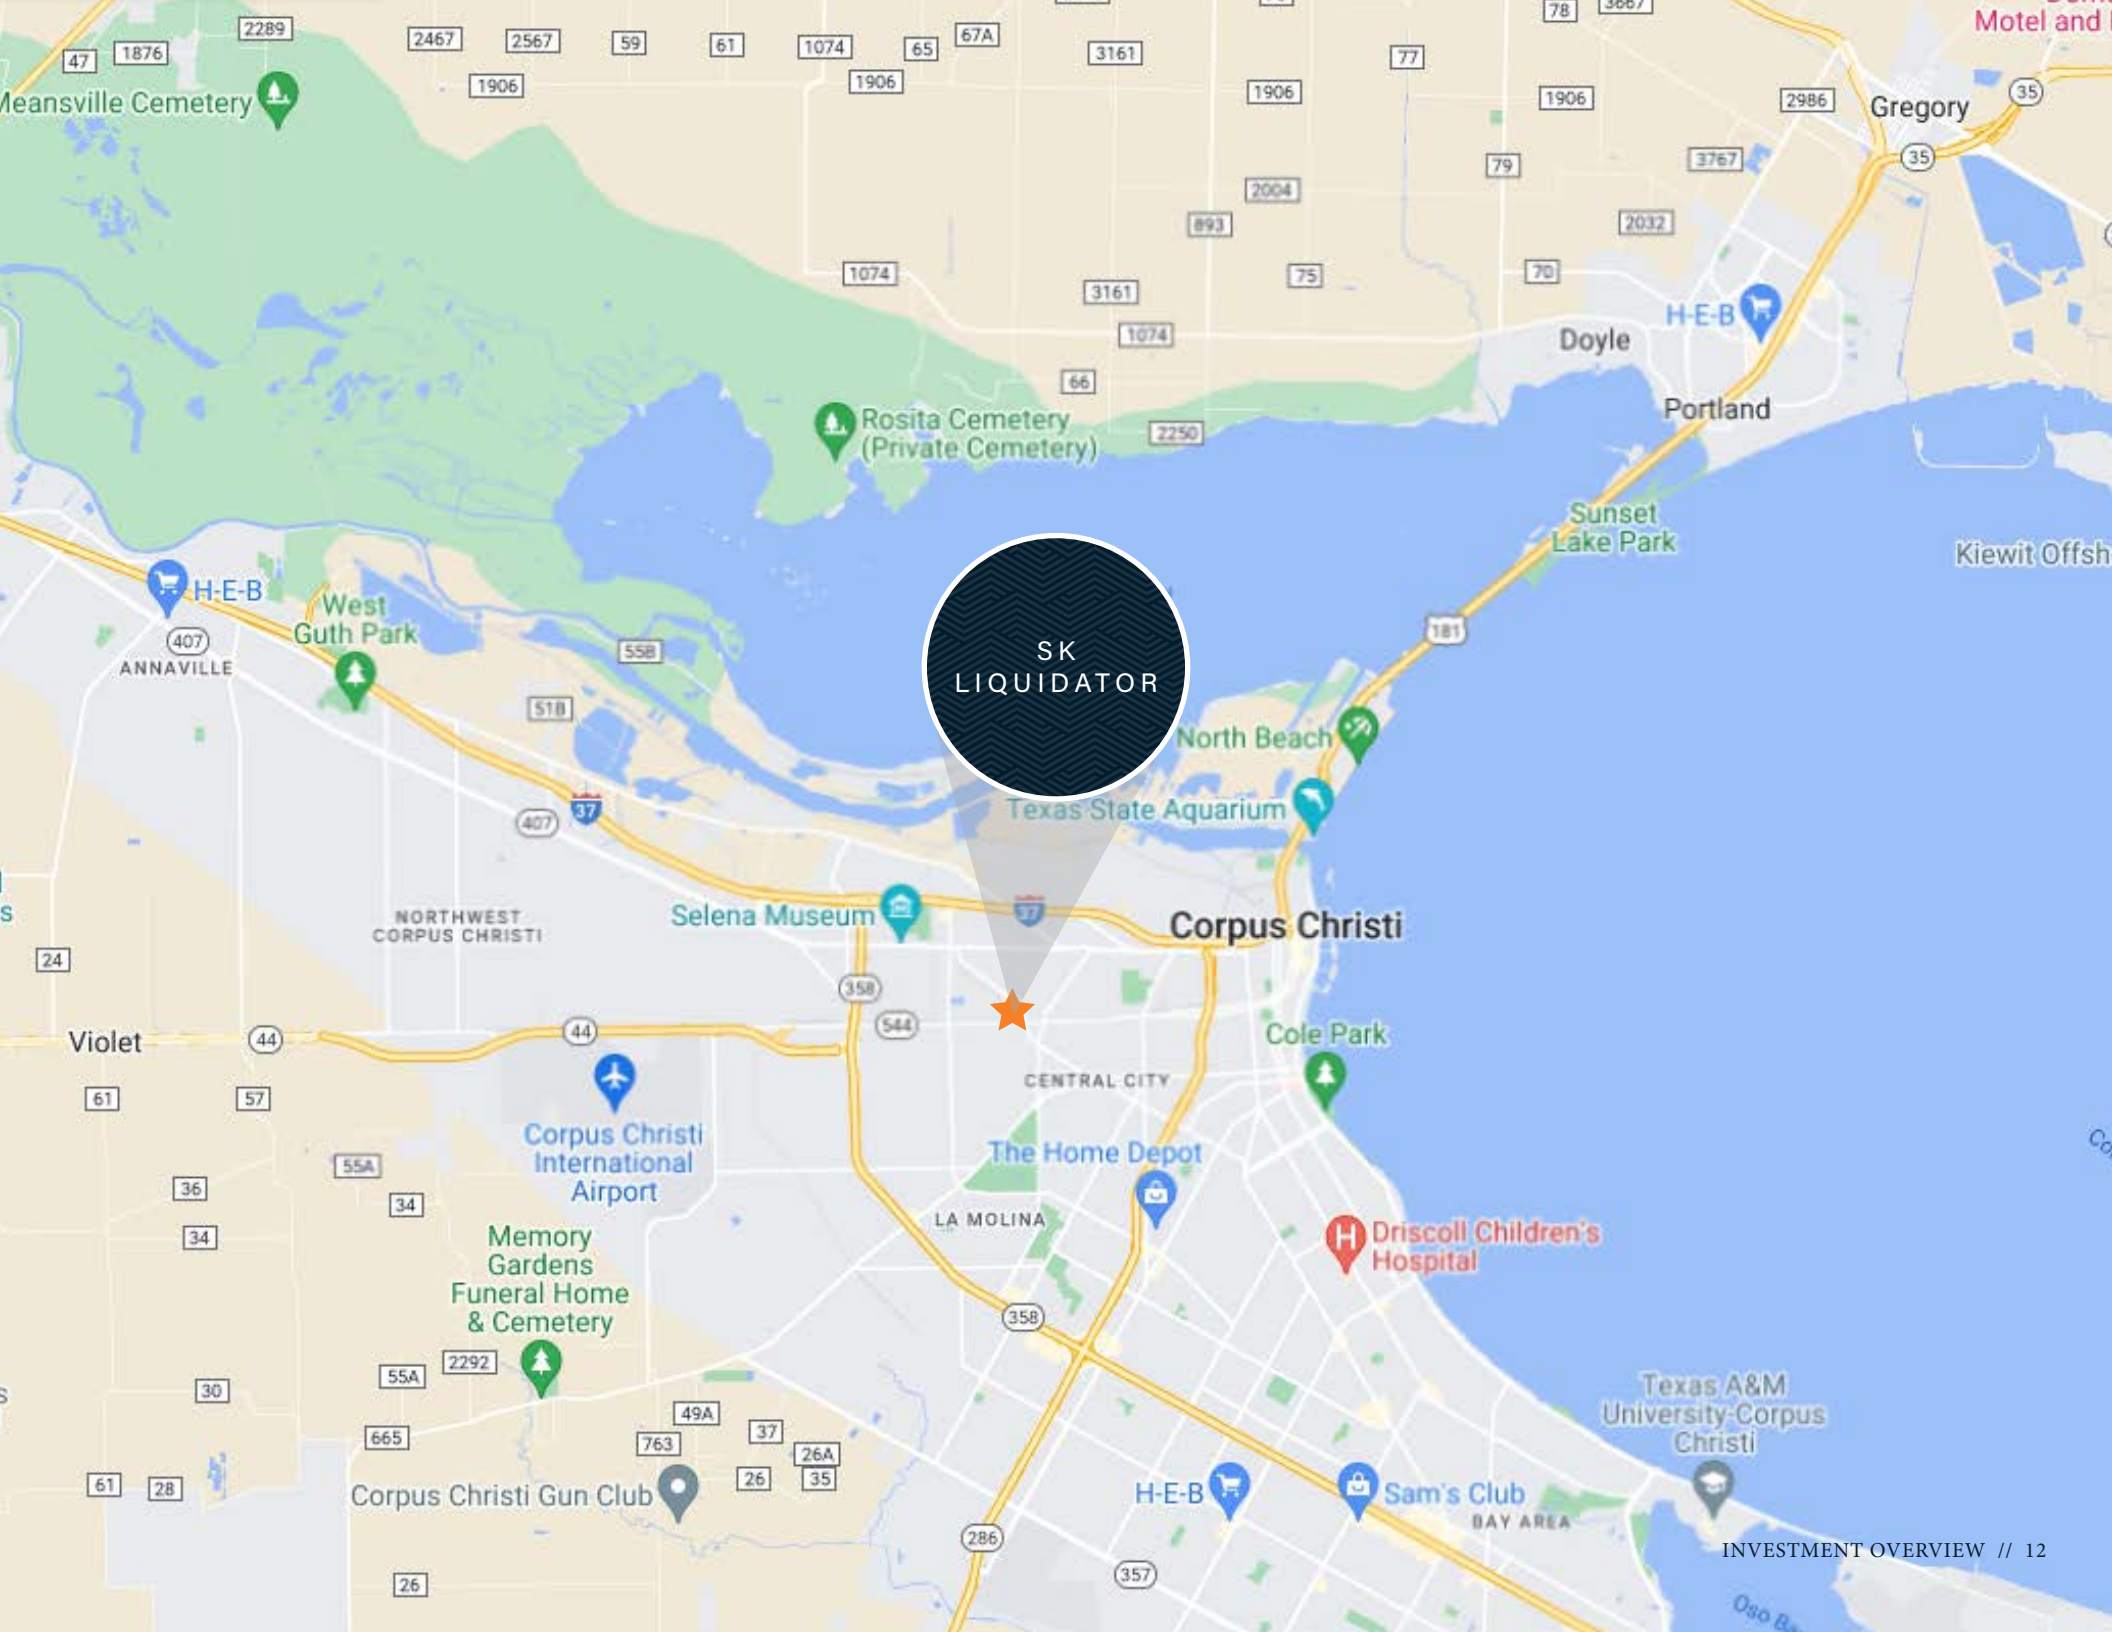 78
Motel and
2289
2467
2567
59
61
1074
65
67A
3161
77
47
1876
1906
1906
1906
1906
2986
Gregory
35
Meansville Cemetery
35
79
3767
2004
893
2032
1074
75
70
3161
H-E-B
1074
Doyle
66
Portland
Rosita Cemetery
(Private Cemetery)
2250
Sunset
Lake Park
Kiewit Offsh
H-E-B
West
Guth Park
407
ANNAVILLE
55B
181
SK
LIQUIDATOR
51B
North Beach
Texas State Aquarium
37
407
Selena Museum
37
Corpus Christi
NORTHWEST
CORPUS CHRISTI
24
358
544
Violet
44
44
Cole Park
CENTRAL CITY
61
57
Corpus Christi
International
Airport
The Home Depot
55A
36
34
34
LA MOLINA
Driscoll Children's
Hospital
Memory
Gardens
Funeral Home
& Cemetery
358
2292
55A
30
Texas A&M
University-Corpus
Christi
49A
37
665
763
26A
61
28
26
35
Corpus Christi Gun Club
H-E-B
Sam's Club
BAY AREA
286
INVESTMENT OVERVIEW // 12
357
26
Oso Ba